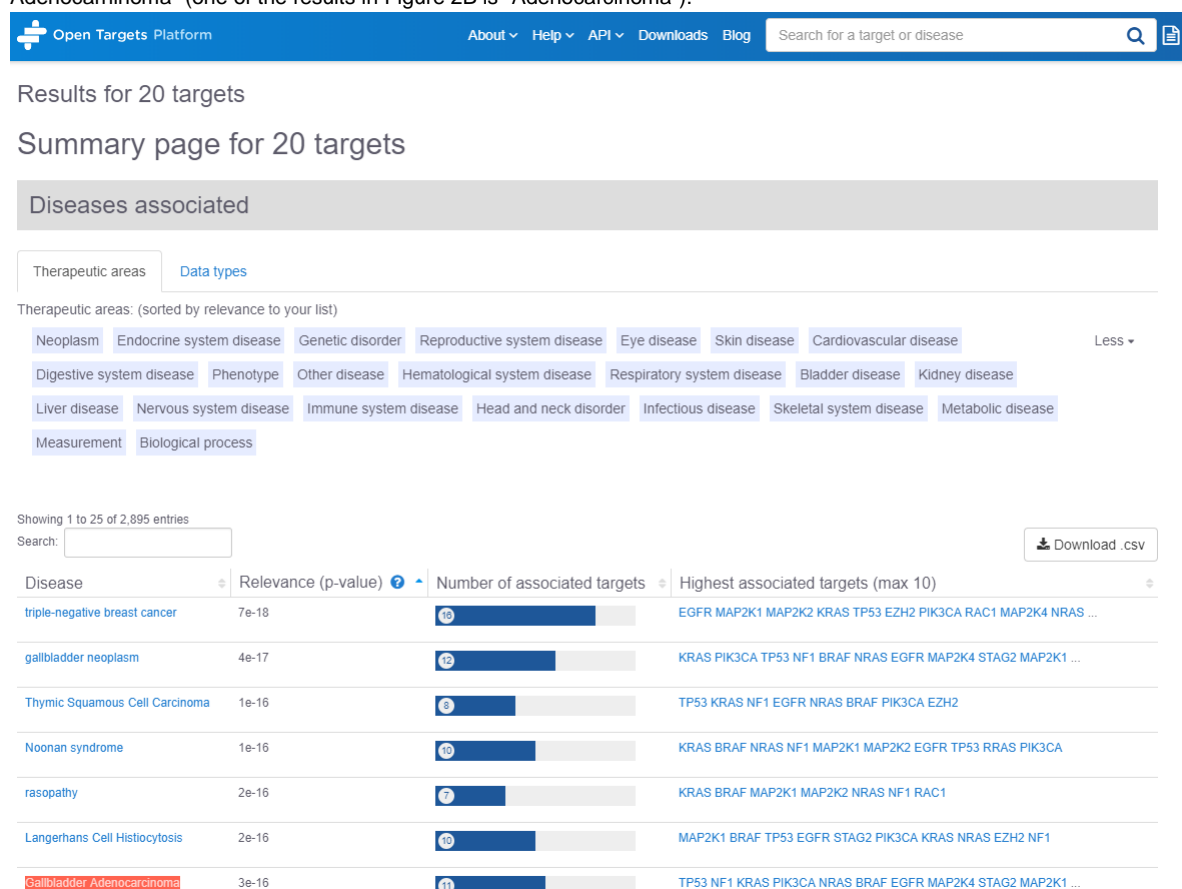 Adenocarninoma" (one of the results in Figure 2D is "Adenocarcinoma").
Open Targets Platform About Help API Downloads Blog Search for a target or disease
Results for 20 targets
Summary page for 20 targets
Diseases associated
Therapeutic areas Data types
Therapeutic areas: (sorted by relevance to your list)
Neoplasm Endocrine system disease Genetic disorder Reproductive system disease Eye disease Skin disease Cardiovascular disease Less
Digestive system disease Phenotype Other disease Hematological system disease Respiratory system disease Bladder disease Kidney disease
Liver disease Nervous system disease Immune system disease Head and neck disorder Infectious disease Skeletal system disease Metabolic disease
Measurement Biological process
Showing 1 to 25 of 2,895 entries
Search:
Download .csv
Disease Relevance (p-value) ? Number of associated targets Highest associated targets (max 10)
triple-negative breast cancer 7e-18 16 EGFR MAP2K1 MAP2K2 KRAS TP53 EZH2 PIK3CA RAC1 MAP2K4 NRAS ...
gallbladder neoplasm 4e-17 12 KRAS PIK3CA TP53 NF1 BRAF NRAS EGFR MAP2K4 STAG2 MAP2K1 ...
Thymic Squamous Cell Carcinoma 1e-16 8 TP53 KRAS NF1 EGFR NRAS BRAF PIK3CA EZH2
Noonan syndrome 1e-16 10 KRAS BRAF NRAS NF1 MAP2K1 MAP2K2 EGFR TP53 RRAS PIK3CA
rasopathy 2e-16 7 KRAS BRAF MAP2K1 MAP2K2 NRAS NF1 RAC1
Langerhans Cell Histiocytosis 2e-16 10 MAP2K1 BRAF TP53 EGFR STAG2 PIK3CA KRAS NRAS EZH2 NF1
Gallbladder Adenocarcinoma 3e-16 11 TP53 NF1 KRAS PIK3CA NRAS BRAF EGFR MAP2K4 STAG2 MAP2K1 ...